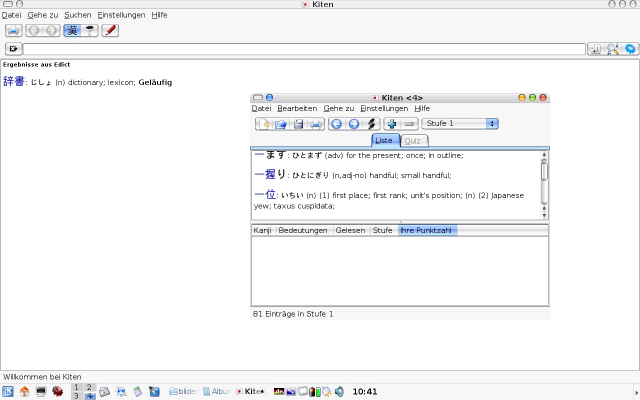 Kiten
Datei Gehe zu Suchen Einstellungen Hilfe
漢
Ergebnisse aus Edict
辞書: じしょ (n) dictionary; lexicon; Geläufig
Kiten <4>
Datei Bearbeiten Gehe zu Einstellungen Hilfe
Stufe 1
Liste Quiz
一まず: ひとまず (adv) for the present; once; in outline;
一握り: ひとにぎり (n,adj-no) handful; small handful;
一位: いちい (n) (1) first place; first rank; unit's position; (n) (2) Japanese
yew; taxus cuspidata;
Kanji Bedeutungen Gelesen Stufe Ihre Punktzahl
81 Einträge in Stufe 1
Willkommen bei Kiten
1 2
3 4
bilde Album Kite
10:41